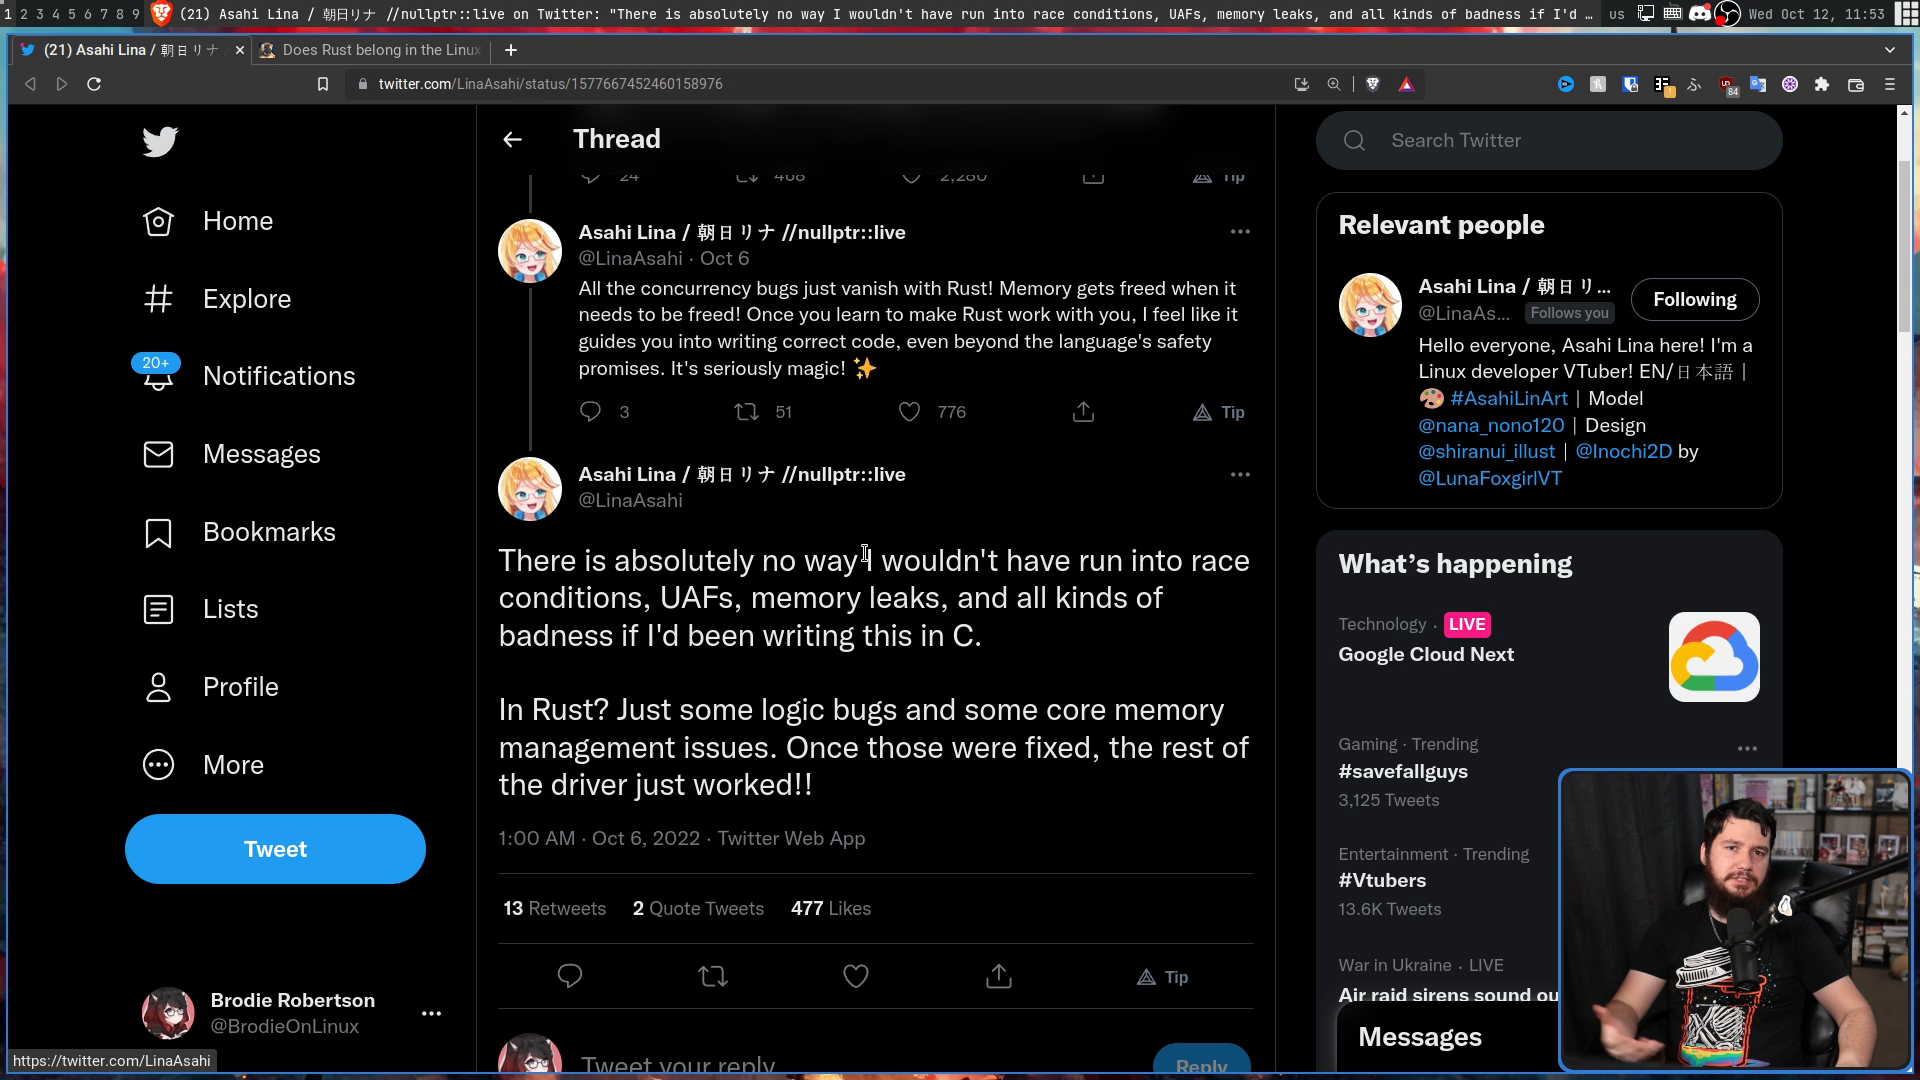 1 2 3 4 5 6 7 8 9 (21) Asahi Lina / 朝日リナ //nullptr::live on Twitter: "There is absolutely no way I wouldn't have run into race conditions, UAFs, memory leaks, and all kinds of badness if I'd … us Wed Oct 12, 11:53
(21) Asahi Lina / 朝日リナ
Does Rust belong in the Linux
twitter.com/LinaAsahi/status/1577667452460158976
84
Thread
Search Twitter
24 468 2,280 Tip
Home
Explore
20+
Notifications
Messages
Bookmarks
Lists
Profile
More
Tweet
Brodie Robertson
@BrodieOnLinux
https://twitter.com/LinaAsahi
Asahi Lina / 朝日リナ //nullptr::live
@LinaAsahi · Oct 6
All the concurrency bugs just vanish with Rust! Memory gets freed when it
needs to be freed! Once you learn to make Rust work with you, I feel like it
guides you into writing correct code, even beyond the language's safety
promises. It's seriously magic! ✨
3 51 776 Tip
Asahi Lina / 朝日リナ //nullptr::live
@LinaAsahi
There is absolutely no way I wouldn't have run into race
conditions, UAFs, memory leaks, and all kinds of
badness if I'd been writing this in C.
In Rust? Just some logic bugs and some core memory
management issues. Once those were fixed, the rest of
the driver just worked!!
1:00 AM · Oct 6, 2022 · Twitter Web App
13 Retweets 2 Quote Tweets 477 Likes
Tip
Tweet your reply
Reply
Relevant people
Asahi Lina / 朝日リ...
@LinaAs... Follows you
Following
Hello everyone, Asahi Lina here! I'm a
Linux developer VTuber! EN/日本語 |
🎨 #AsahiLinArt | Model
@nana_nono120 | Design
@shiranui_illust | @Inochi2D by
@LunaFoxgirlVT
What's happening
Technology · LIVE
Google Cloud Next
Gaming · Trending
#savefallguys
3,125 Tweets
Entertainment · Trending
#Vtubers
13.6K Tweets
War in Ukraine · LIVE
Air raid sirens sound ou
Messages